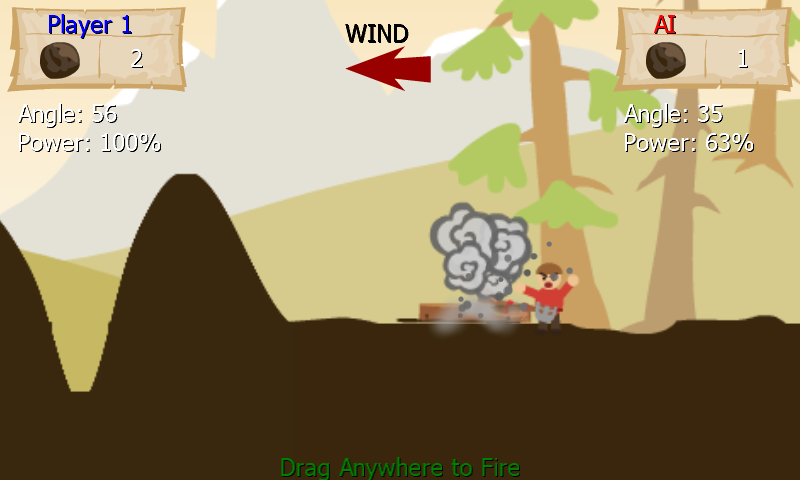 Player 1
2
WIND
AI
1
Angle: 56
Power: 100%
Angle: 35
Power: 63%
Drag Anywhere to Fire